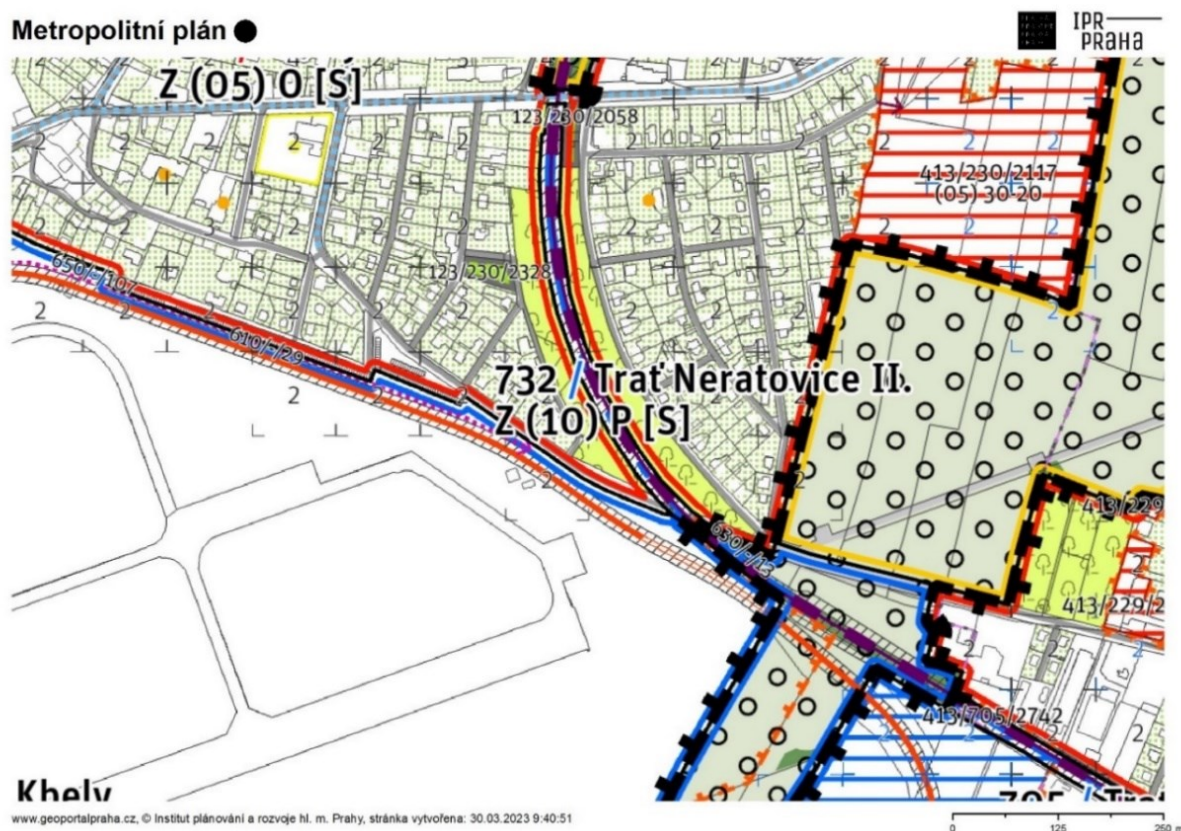 Metropolitní plán
IPR
PRAHA
Z (05) O [S]
123/230/2058
413/230/2117
(05) 30-20
650/-/107
123/230/2328
610/-/29
732 / Trať Neratovice II.
Z (10) P [S]
413/229
630/-/13
413/229/2
413/705/2742
Kbely
www.geoportalpraha.cz, © Institut plánování a rozvoje hl. m. Prahy, stránka vytvořena: 30.03.2023 9:40:51
0 125 250 m